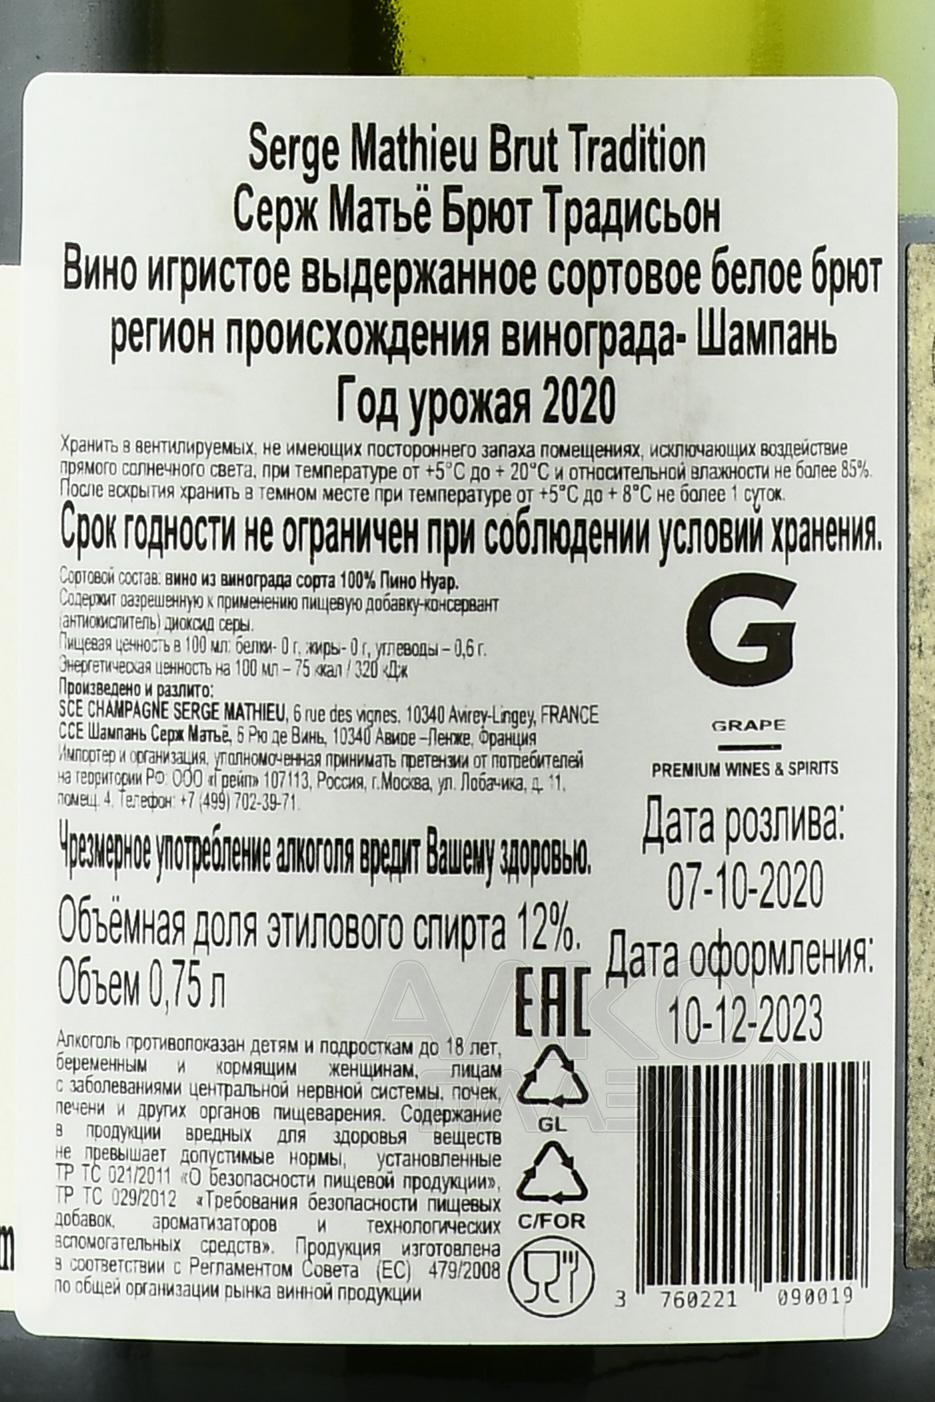 Serge Mathieu Brut Tradition
Серж Матьё Брют Традисьон
Вино игристое выдержанное сортовое белое брют
регион происхождения винограда- Шампань
Год урожая 2020
Хранить в вентилируемых, не имеющих постороннего запаха помещениях, исключающих воздействие
прямого солнечного света, при температуре от +5°С до + 20°С и относительной влажности не более 85%.
После вскрытия хранить в темном месте при температуре от +5°С до + 8°С не более 1 суток.
Срок годности не ограничен при соблюдении условий хранения.
Сортовой состав: вино из винограда сорта 100% Пино Нуар.
Содержит разрешенную к применению пищевую добавку-консервант
(антиокислитель) диоксид серы.
Пищевая ценность в 100 мл: белки- 0 г, жиры- 0 г, углеводы – 0,6 г.
Энергетическая ценность на 100 мл – 75 ккал / 320 кДж
Произведено и разлито:
SCE CHAMPAGNE SERGE MATHIEU, 6 rue des vignes. 10340 Avirey-Lingey, FRANCE
ССЕ Шампань Серж Матьё, 6 Рю де Винь, 10340 Авире –Ленже, Франция
Импортер и организация, уполномоченная принимать претензии от потребителей
на территории РФ: ООО «Грейп» 107113, Россия, г.Москва, ул. Лобачика, д. 11,
помещ. 4. Телефон: +7 (499) 702-39-71.
G
GRAPE
PREMIUM WINES & SPIRITS
Чрезмерное употребление алкоголя вредит Вашему здоровью.
Дата розлива:
07-10-2020
Объёмная доля этилового спирта 12%.
Объем 0,75 л
Дата оформления:
10-12-2023
EAC
Алкоголь противопоказан детям и подросткам до 18 лет,
беременным и кормящим женщинам, лицам
с заболеваниями центральной нервной системы, почек,
печени и других органов пищеварения. Содержание
в продукции вредных для здоровья веществ
не превышает допустимые нормы, установленные
ТР ТС 021/2011 «О безопасности пищевой продукции»,
ТР ТС 029/2012 «Требования безопасности пищевых
добавок, ароматизаторов и технологических
вспомогательных средств». Продукция изготовлена
в соответствии с Регламентом Совета (ЕС) 479/2008
по общей организации рынка винной продукции
GL
C/FOR
3 760221 090019
АЛКО
m